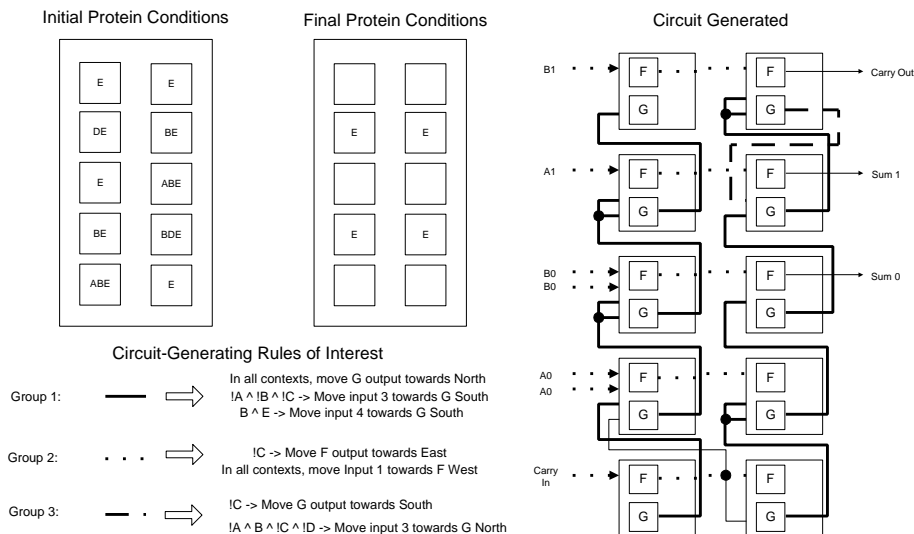 Initial Protein Conditions
Final Protein Conditions
Circuit Generated
E E
DE BE
E ABE
BE BDE
ABE E
E E
E E
B1 F F Carry Out
G G
A1 F F Sum 1
G G
B0 F F Sum 0
B0
G G
A0 F F
A0
G G
Carry
In
F F
G G
Circuit-Generating Rules of Interest
Group 1:
In all contexts, move G output towards North
!A ^ !B ^ !C -> Move input 3 towards G South
B ^ E -> Move input 4 towards G South
Group 2:
!C -> Move F output towards East
In all contexts, move Input 1 towards F West
Group 3:
!C -> Move G output towards South
!A ^ B ^ !C ^ !D -> Move input 3 towards G North